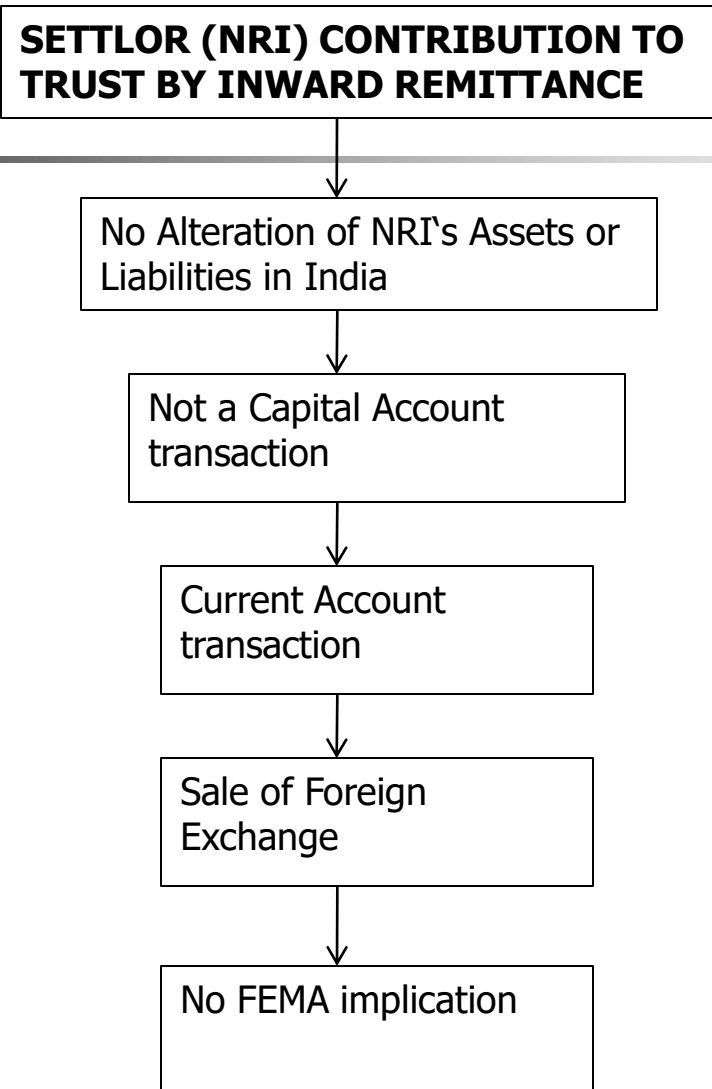 SETTLOR (NRI) CONTRIBUTION TO
TRUST BY INWARD REMITTANCE
No Alteration of NRI‛s Assets or
Liabilities in India
Not a Capital Account
transaction
Current Account
transaction
Sale of Foreign
Exchange
No FEMA implication